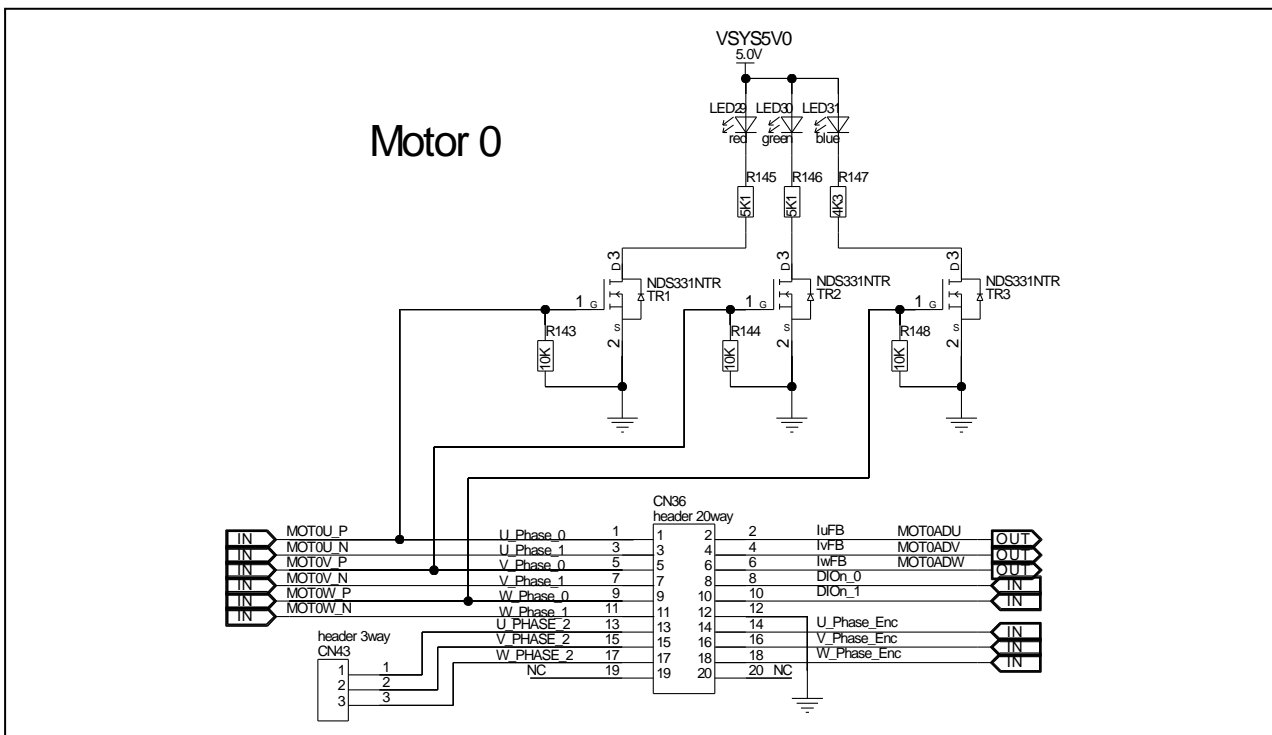 VSYS5V0
5.0V
Motor 0
LED29 LED30 LED31
red green blue
R145 R146 R147
5K1 5K1 4K3
D 3 D 3 D 3
NDS331NTR NDS331NTR NDS331NTR
TR1 TR2 TR3
1 G 1 G 1 G
R143 R144 R148
S S S
2 2 2
10K 10K 10K
CN36
header 20way
IN MOT0U_P U_Phase_0 1 1 2 2 IuFB MOT0ADU OUT
IN MOT0U_N U_Phase_1 3 3 4 4 IvFB MOT0ADV OUT
IN MOT0V_P V_Phase_0 5 5 6 6 IwFB MOT0ADW OUT
IN MOT0V_N V_Phase_1 7 7 8 8 DIOn_0 IN
IN MOT0W_P W_Phase_0 9 9 10 10 DIOn_1 IN
IN MOT0W_N W_Phase_1 11 11 12 12
U_PHASE_2 13 13 14 14 U_Phase_Enc IN
V_PHASE_2 15 15 16 16 V_Phase_Enc IN
W_PHASE_2 17 17 18 18 W_Phase_Enc IN
NC 19 19 20 20 NC
header 3way
CN43
1 1
2 2
3 3